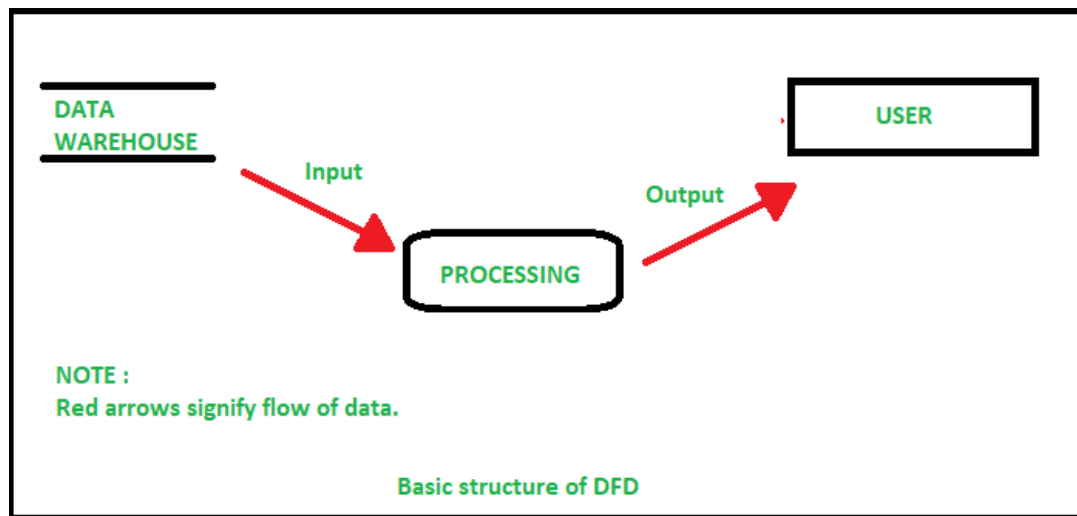 DATA
WAREHOUSE
Input
USER
Output
PROCESSING
NOTE :
Red arrows signify flow of data.
Basic structure of DFD